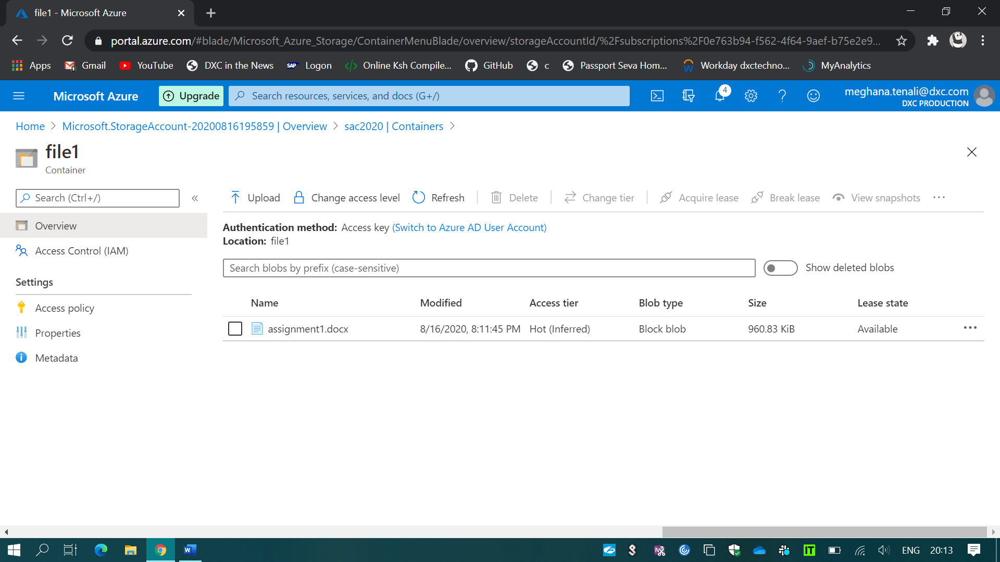 file1 - Microsoft Azure
portal.azure.com/#blade/Microsoft_Azure_Storage/ContainerMenuBlade/overview/storageAccountId/%2Fsubscriptions%2F0e763b94-f562-4f64-9aef-b75e2e9...
Apps Gmail YouTube DXC in the News SAP Logon Online Ksh Compile... GitHub c Passport Seva Hom... Workday dxctechno... MyAnalytics
Microsoft Azure Upgrade Search resources, services, and docs (G+/) 4 meghana.tenali@dxc.com
DXC PRODUCTION
Home > Microsoft.StorageAccount-20200816195859 | Overview > sac2020 | Containers >
file1
Container
Search (Ctrl+/) « Upload Change access level Refresh Delete Change tier Acquire lease Break lease View snapshots ...
Overview
Access Control (IAM)
Settings
Access policy
Properties
Metadata
Authentication method: Access key (Switch to Azure AD User Account)
Location: file1
Search blobs by prefix (case-sensitive) Show deleted blobs
Name Modified Access tier Blob type Size Lease state
assignment1.docx 8/16/2020, 8:11:45 PM Hot (Inferred) Block blob 960.83 KiB Available ...
ENG 20:13